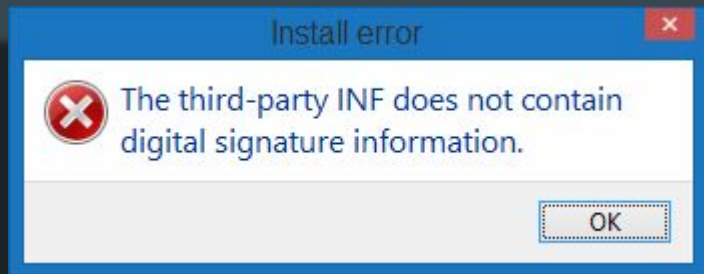 Install error
The third-party INF does not contain
digital signature information.
OK